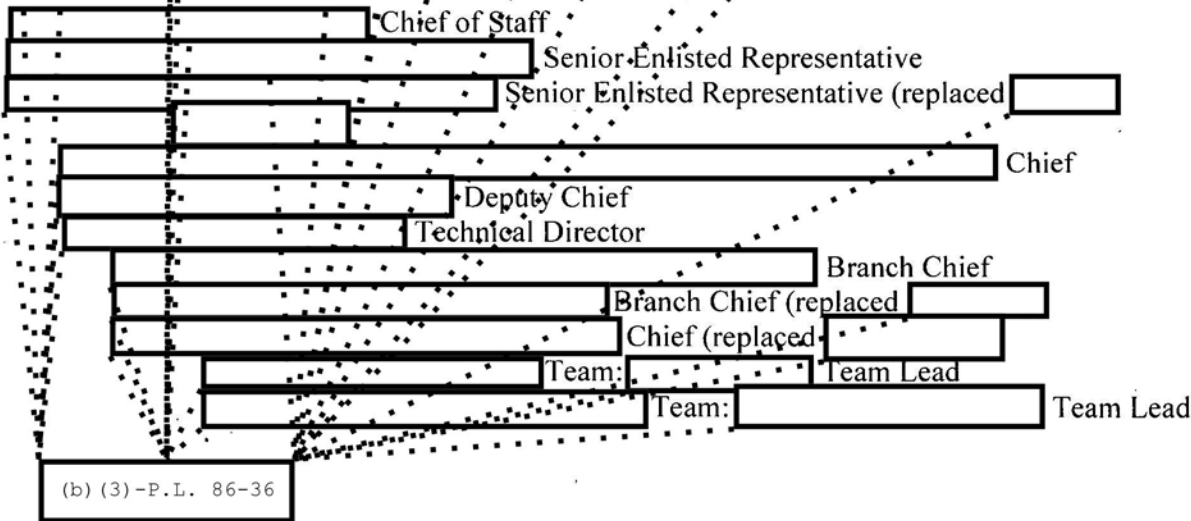 Chief of Staff
Senior Enlisted Representative
Senior Enlisted Representative (replaced
Chief
Deputy Chief
Technical Director
Branch Chief
Branch Chief (replaced
Chief (replaced
Team: Team Lead
Team: Team Lead
(b)(3)-P.L. 86-36